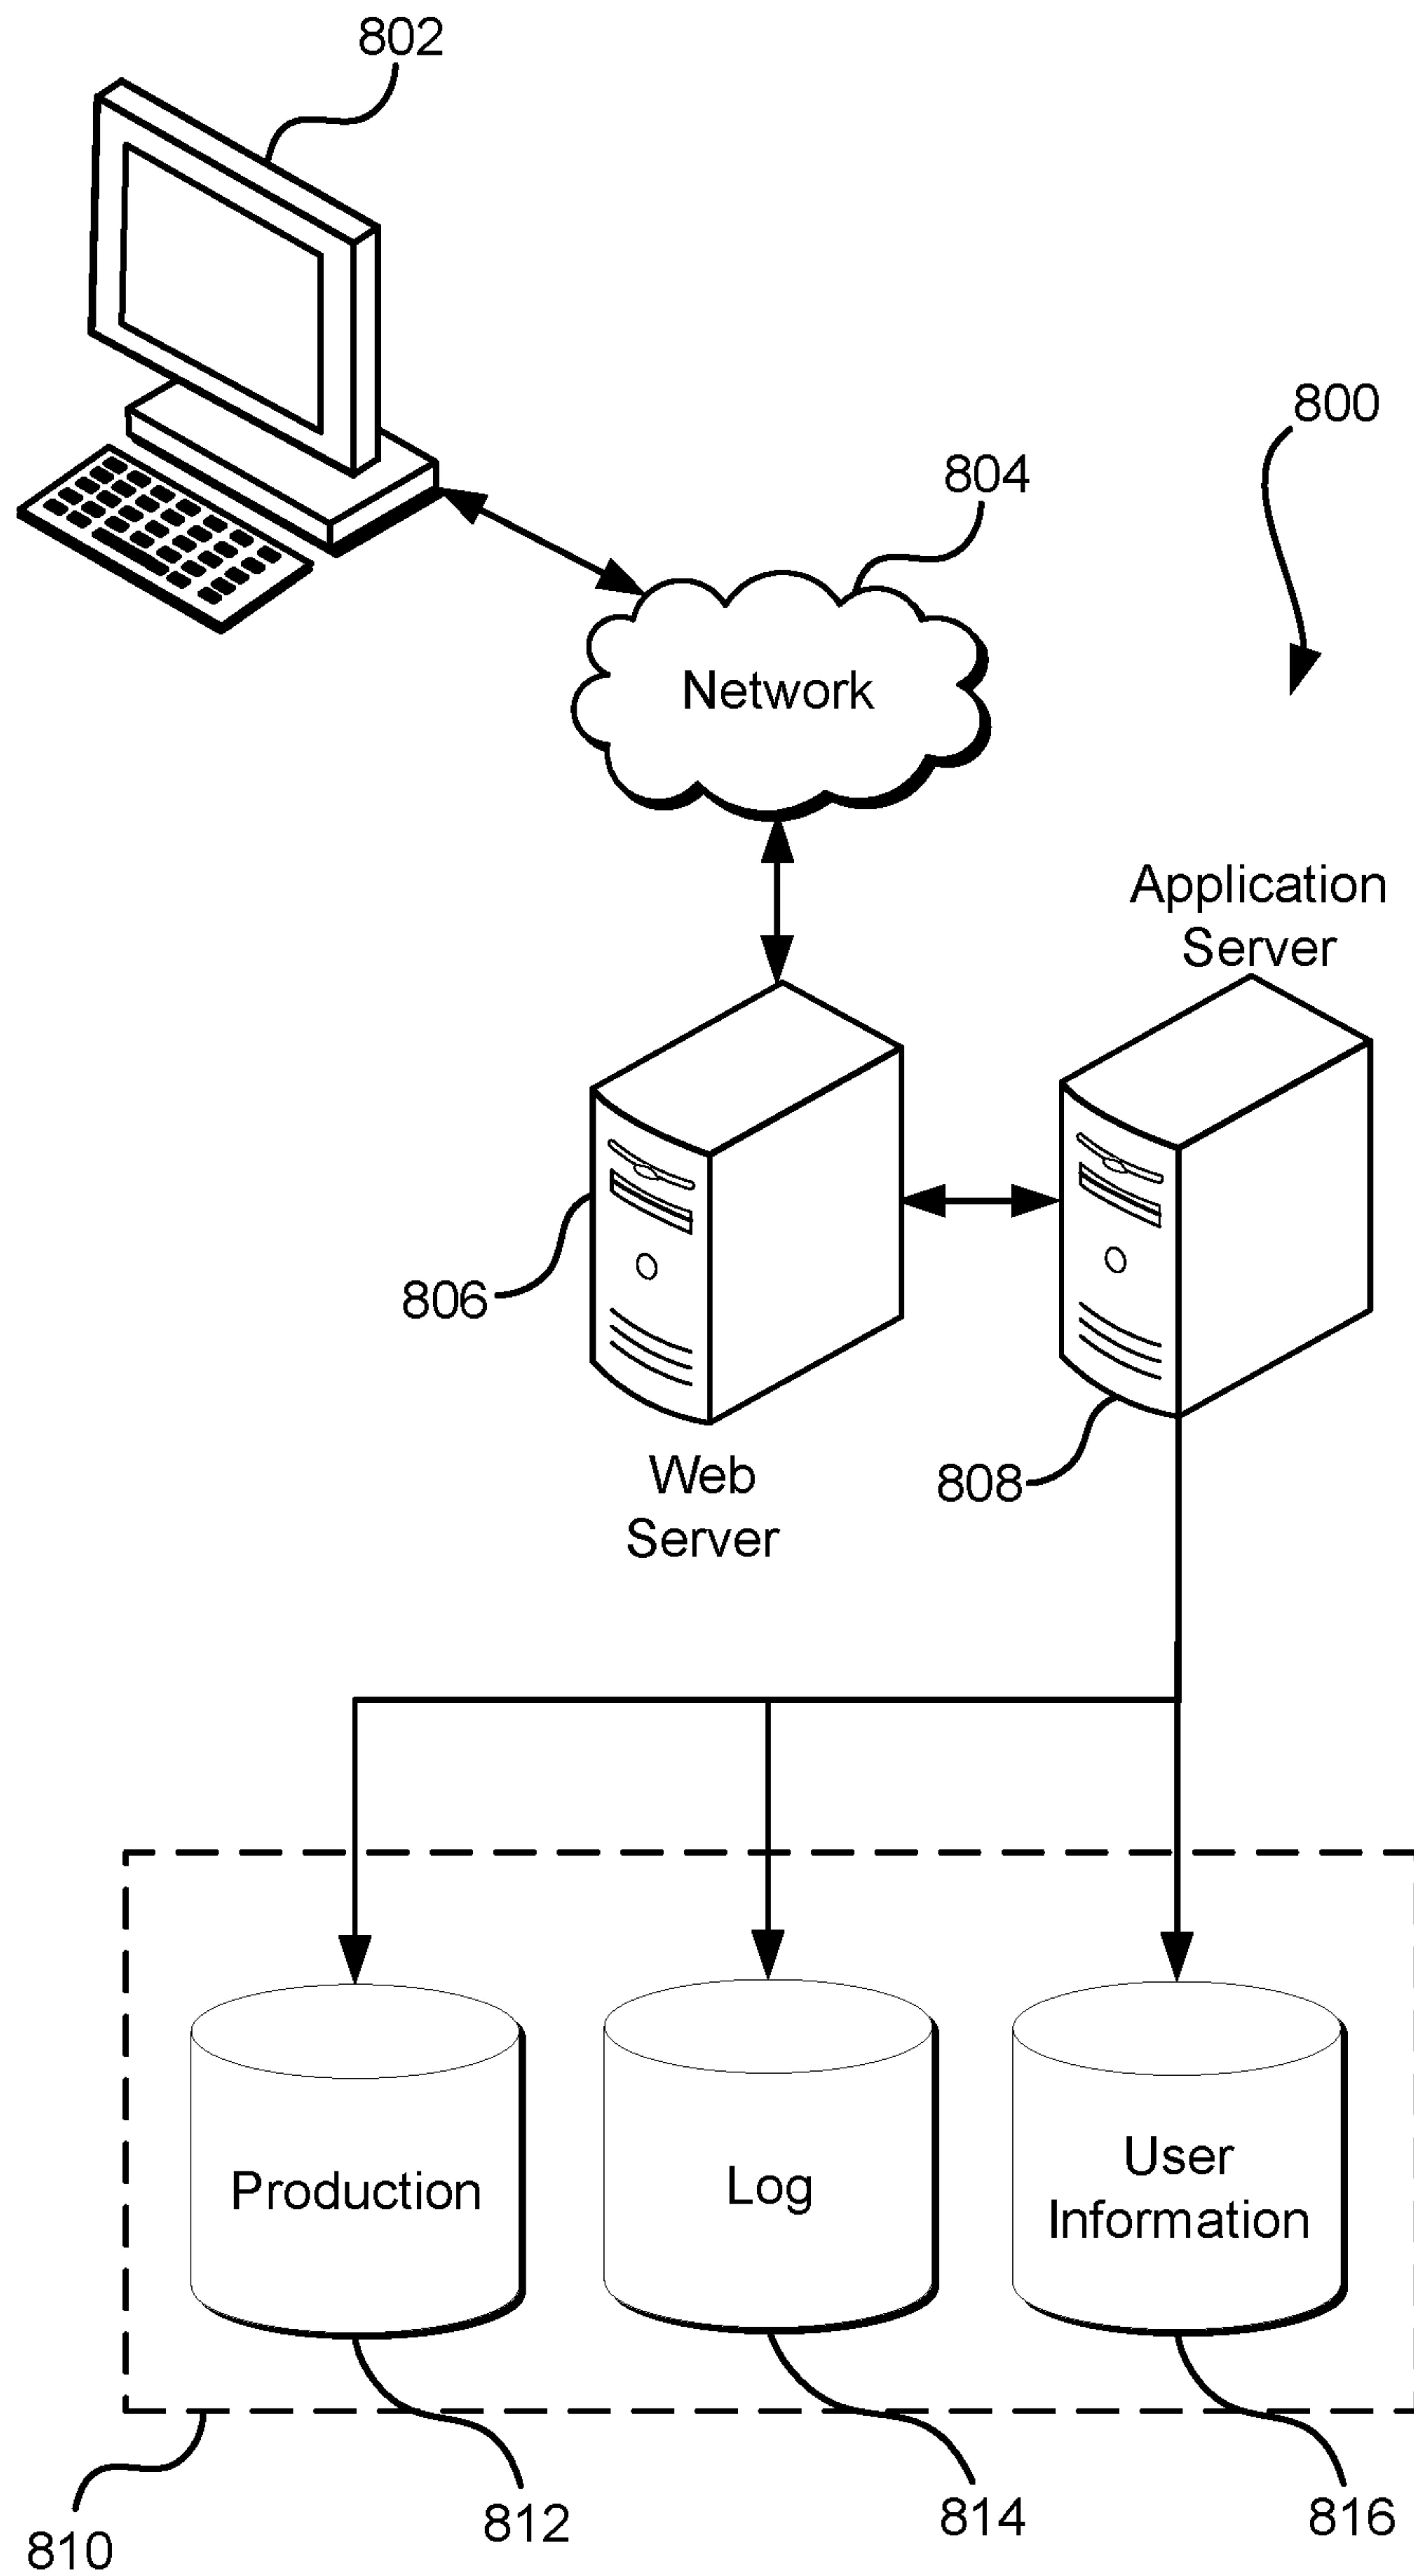 802
800
804
Network
Application
Server
806
Web
Server
808
Production
Log
User
Information
810
812
814
816